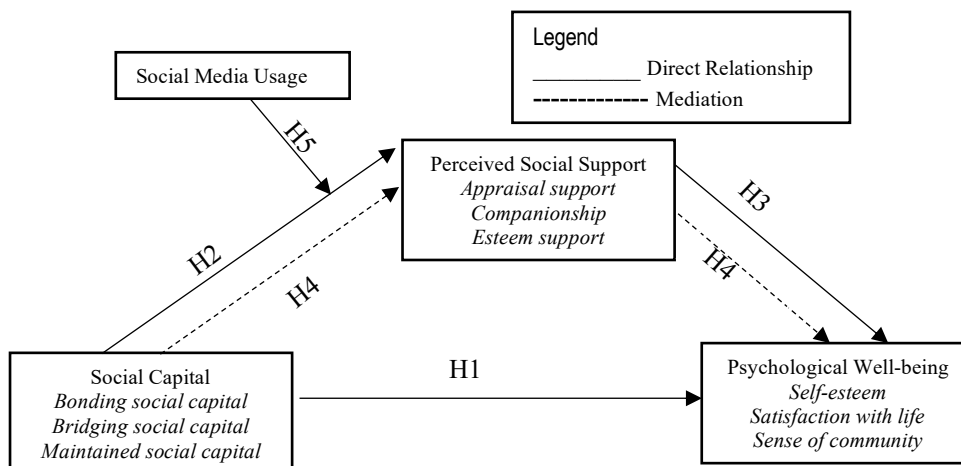 Legend
Direct Relationship
Mediation
Social Media Usage
H5
Perceived Social Support
Appraisal support
Companionship
Esteem support
H3
H2
H4
H4
H1
Social Capital
Bonding social capital
Bridging social capital
Maintained social capital
Psychological Well-being
Self-esteem
Satisfaction with life
Sense of community